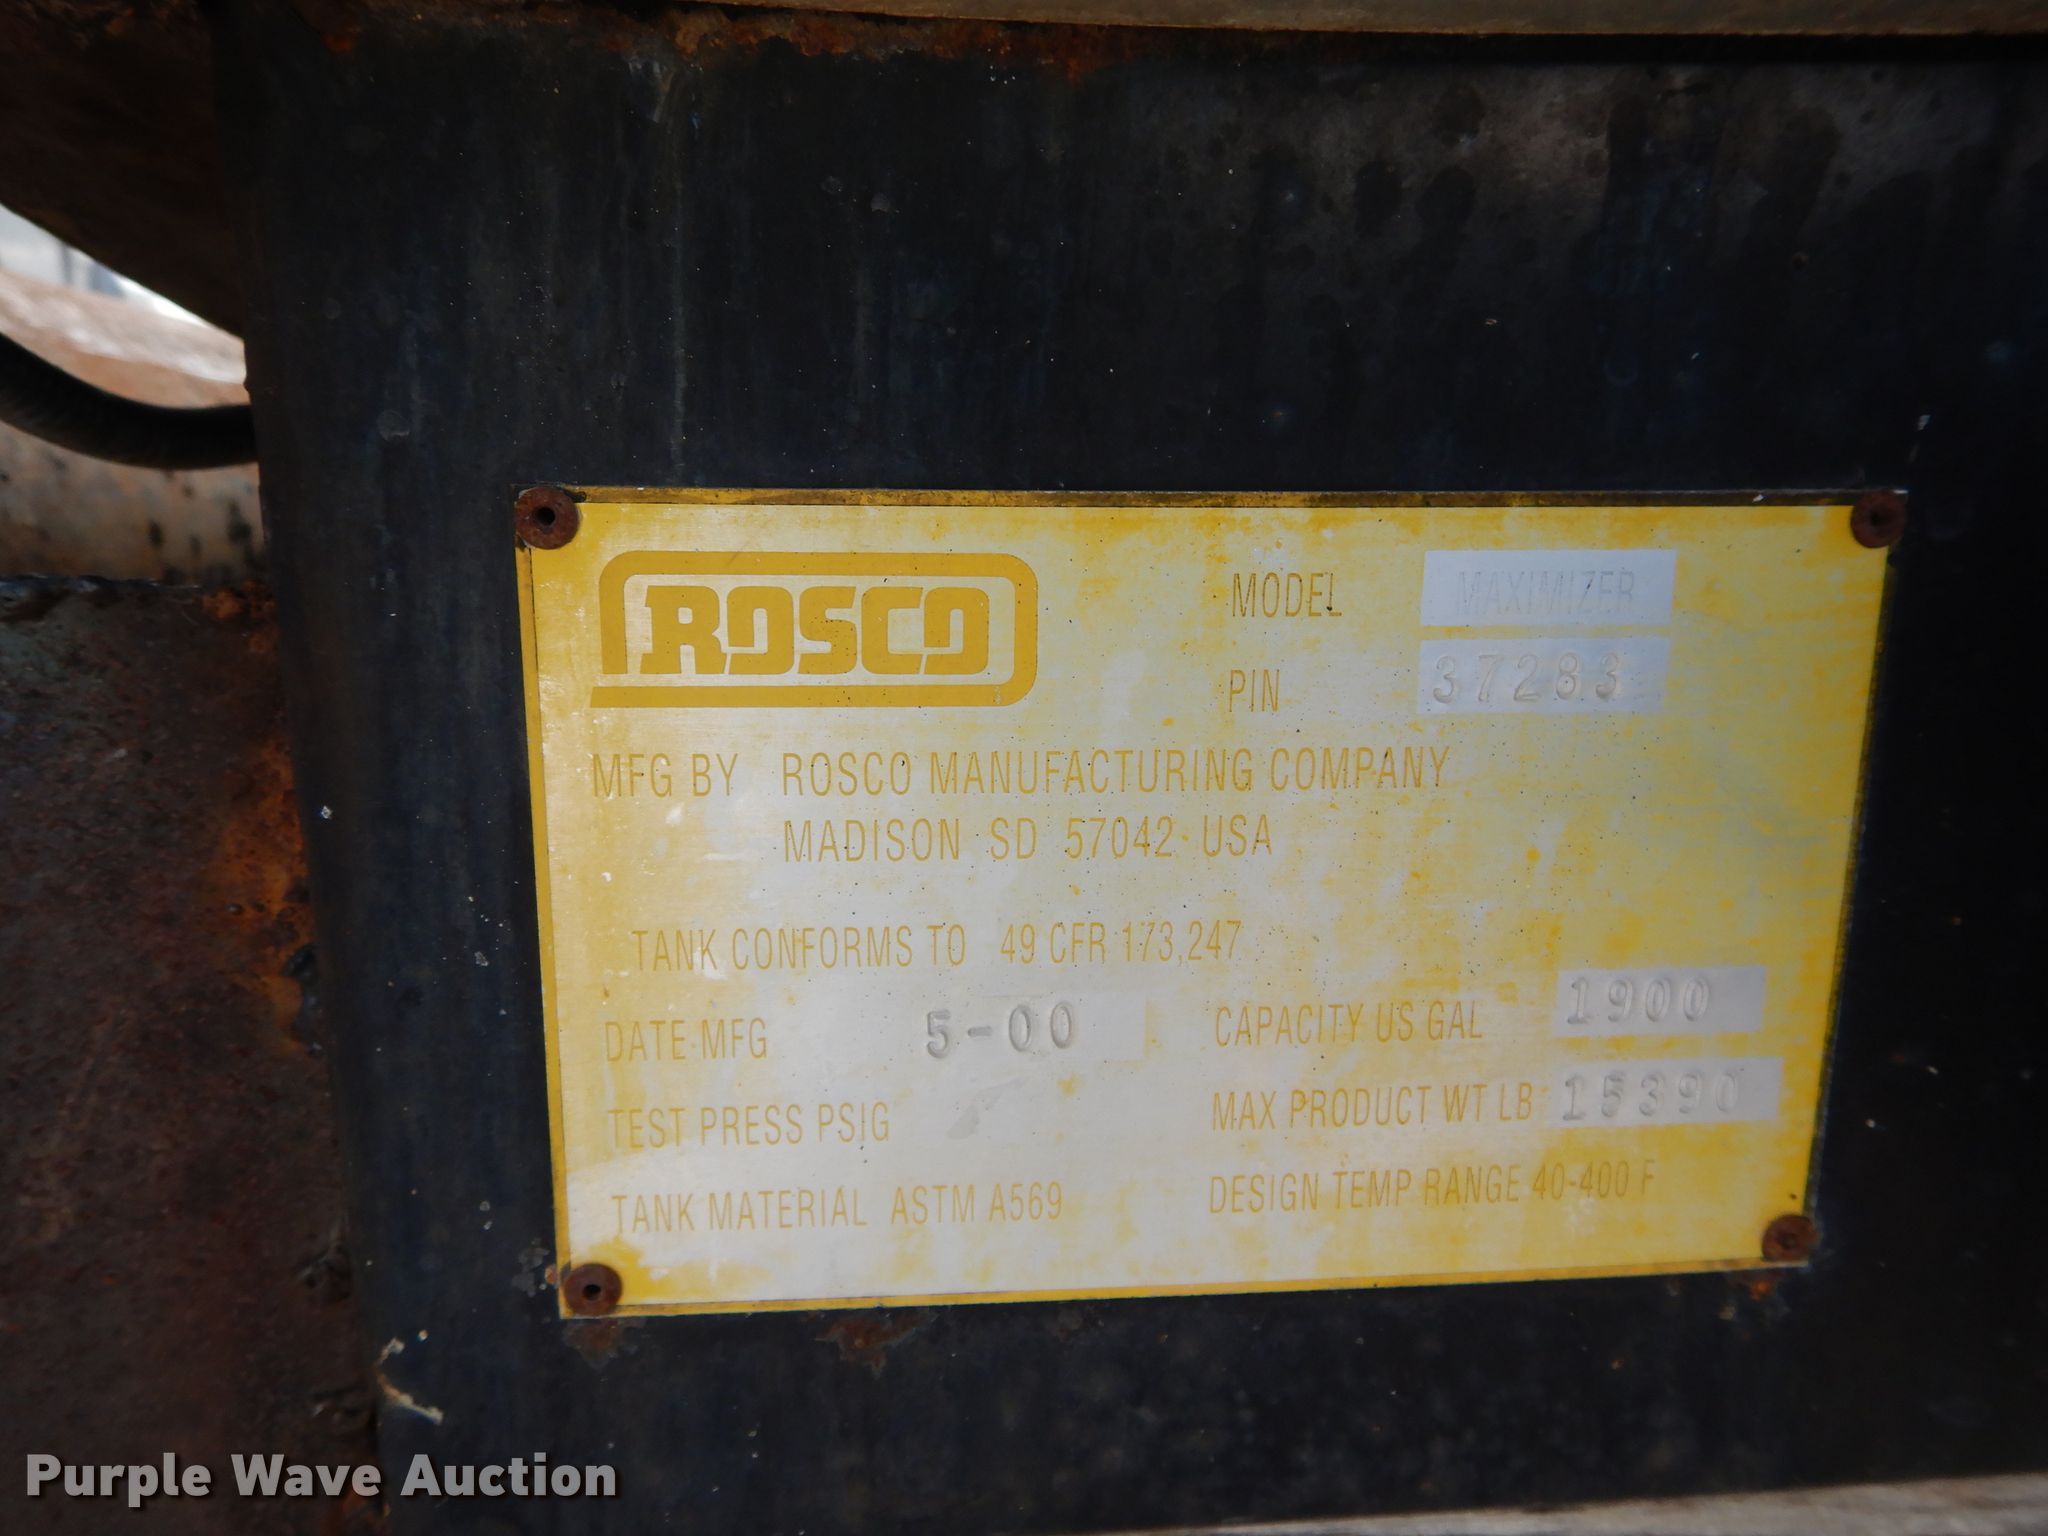 ROSCO
MODEL MAXIMIZER
PIN 37283
MFG BY ROSCO MANUFACTURING COMPANY
MADISON SD 57042 USA
TANK CONFORMS TO 49 CFR 173,247
DATE MFG 5-00
CAPACITY US GAL 1900
TEST PRESS PSIG
MAX PRODUCT WT LB 15390
TANK MATERIAL ASTM A569
DESIGN TEMP RANGE 40-400 F
Purple Wave Auction